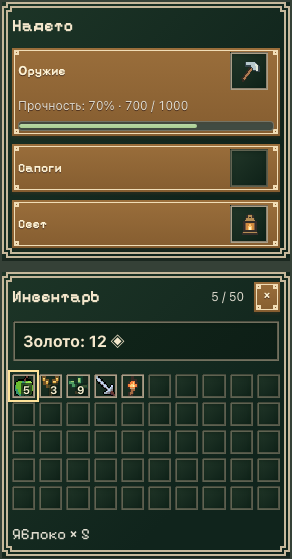 Надето
Оружие
Прочность: 70% · 700 / 1000
Сапоги
Свет
Инвентарь 5 / 50 ×
Золото: 12 ◈
5 3 9
Яблоко × 5